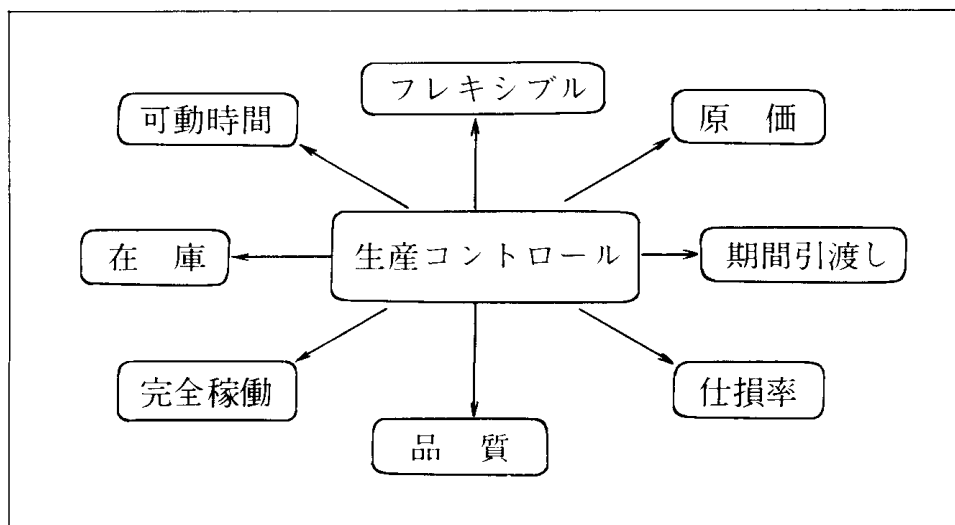 フレキシブル
可動時間
原　価
在　庫
生産コントロール
期間引渡し
完全稼働
仕損率
品　質